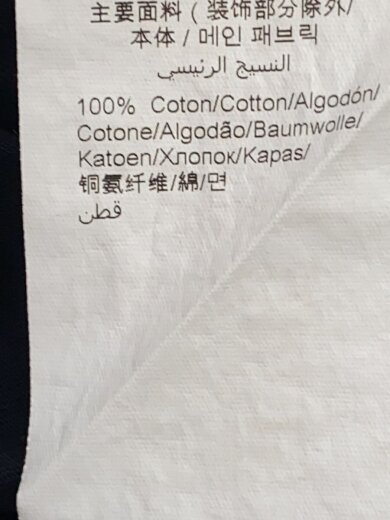 主要面料（装饰部分除外/
本体 / 메인 패브릭
النسيج الرئيسي
100% Coton/Cotton/Algodón/
Cotone/Algodão/Baumwolle/
Katoen/Хлопок/Kapas/
铜氨纤维/綿/면
قطن